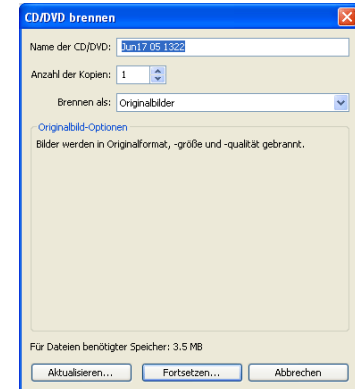 CD/DVD brennen
Name der CD/DVD: Jun17 05 1322
Anzahl der Kopien: 1
Brennen als: Originalbilder
Originalbild-Optionen
Bilder werden in Originalformat, -größe und -qualität gebrannt.
Für Dateien benötigter Speicher: 3.5 MB
Aktualisieren... Fortsetzen... Abbrechen